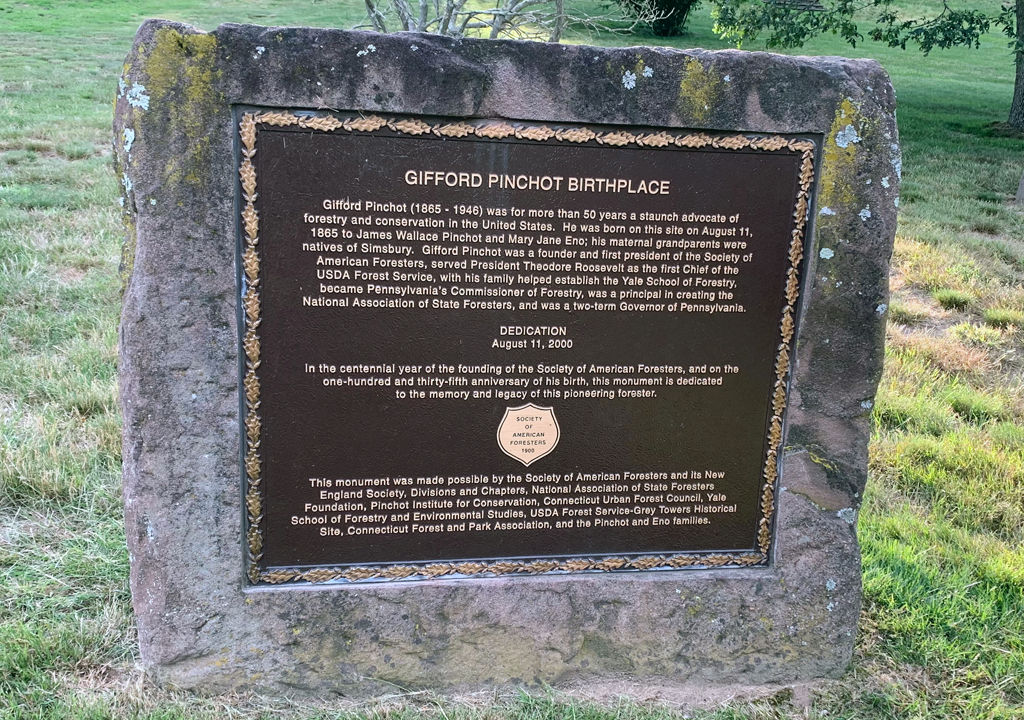 GIFFORD PINCHOT BIRTHPLACE
Gifford Pinchot (1865 - 1946) was for more than 50 years a staunch advocate of
forestry and conservation in the United States. He was born on this site on August 11,
1865 to James Wallace Pinchot and Mary Jane Eno; his maternal grandparents were
natives of Simsbury. Gifford Pinchot was a founder and first president of the Society of
American Foresters, served President Theodore Roosevelt as the first Chief of the
USDA Forest Service, with his family helped establish the Yale School of Forestry,
became Pennsylvania's Commissioner of Forestry, was a principal in creating the
National Association of State Foresters, and was a two-term Governor of Pennsylvania.
DEDICATION
August 11, 2000
In the centennial year of the founding of the Society of American Foresters, and on the
one-hundred and thirty-fifth anniversary of his birth, this monument is dedicated
to the memory and legacy of this pioneering forester.
SOCIETY
OF
AMERICAN
FORESTERS
1900
This monument was made possible by the Society of American Foresters and its New
England Society, Divisions and Chapters, National Association of State Foresters
Foundation, Pinchot Institute for Conservation, Connecticut Urban Forest Council, Yale
School of Forestry and Environmental Studies, USDA Forest Service-Grey Towers Historical
Site, Connecticut Forest and Park Association, and the Pinchot and Eno families.